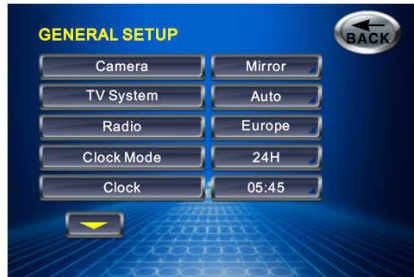 GENERAL SETUP
BACK
Camera Mirror
TV System Auto
Radio Europe
Clock Mode 24H
Clock 05:45